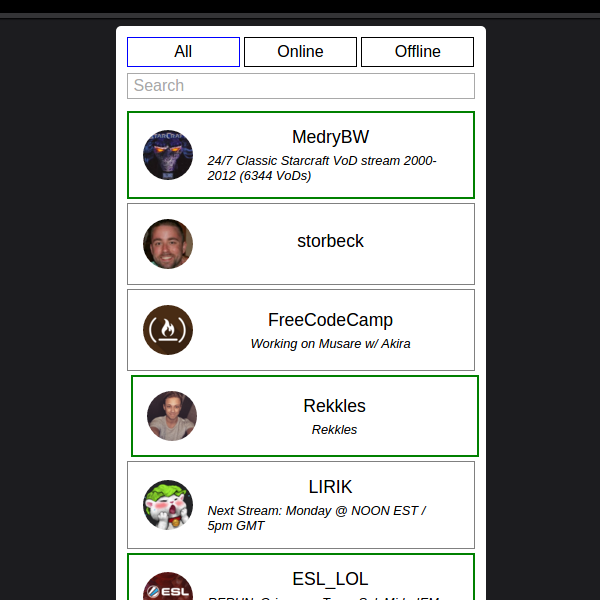 All
Online
Offline
Search
MedryBW
24/7 Classic Starcraft VoD stream 2000-
2012 (6344 VoDs)
storbeck
FreeCodeCamp
Working on Musare w/ Akira
Rekkles
Rekkles
LIRIK
Next Stream: Monday @ NOON EST /
5pm GMT
ESL_LOL
ESL